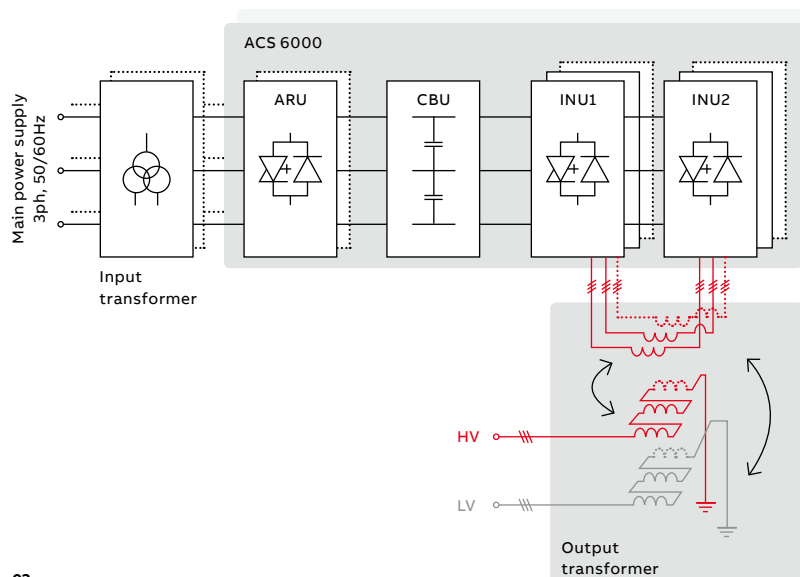 ACS 6000
Main power supply
3ph, 50/60Hz
ARU
CBU
INU1
INU2
Input
transformer
HV
LV
Output
transformer